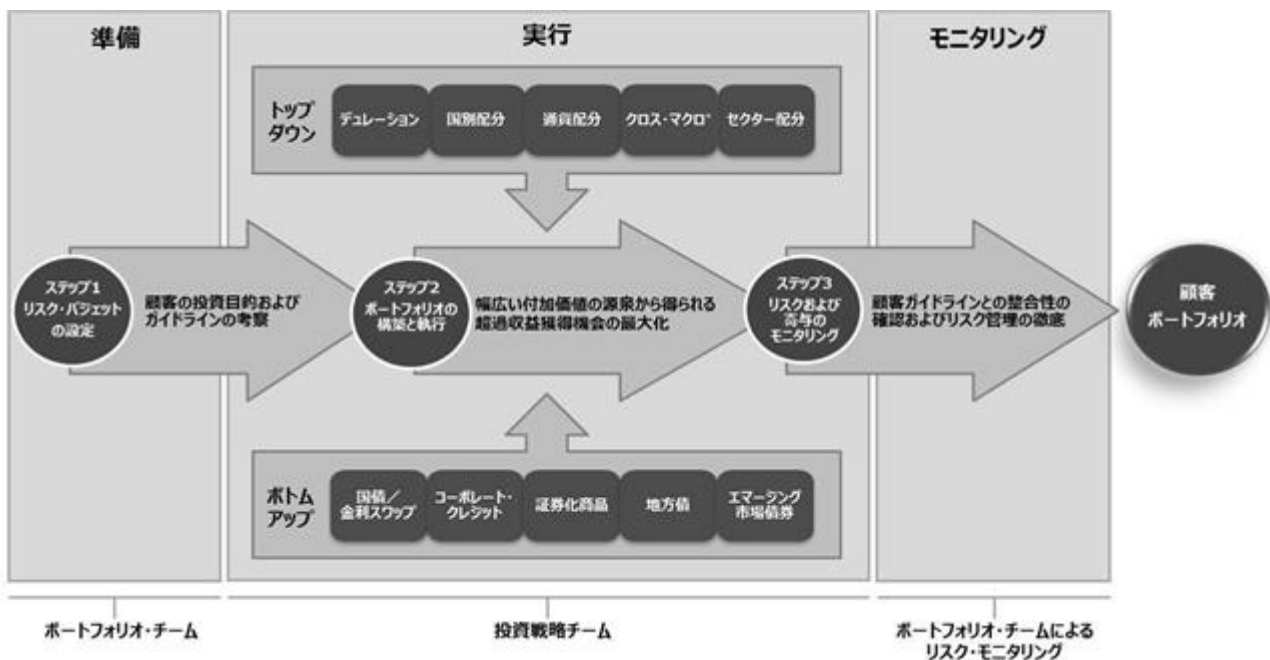 準備
実行
モニタリング
トップ
ダウン
デュレーション
国別配分
通貨配分
クロス・マクロ*
セクター配分
ステップ1
リスク・バジェット
の設定
顧客の投資目的および
ガイドラインの考察
ステップ2
ポートフォリオの
構築と執行
幅広い付加価値の源泉から得られる
超過収益獲得機会の最大化
ステップ3
リスクおよび
寄与の
モニタリング
顧客ガイドラインとの整合性の
確認およびリスク管理の徹底
顧客
ポートフォリオ
ボトム
アップ
国債／
金利スワップ
コーポレート・
クレジット
証券化商品
地方債
エマージング
市場債券
ポートフォリオ・チーム
投資戦略チーム
ポートフォリオ・チームによる
リスク・モニタリング